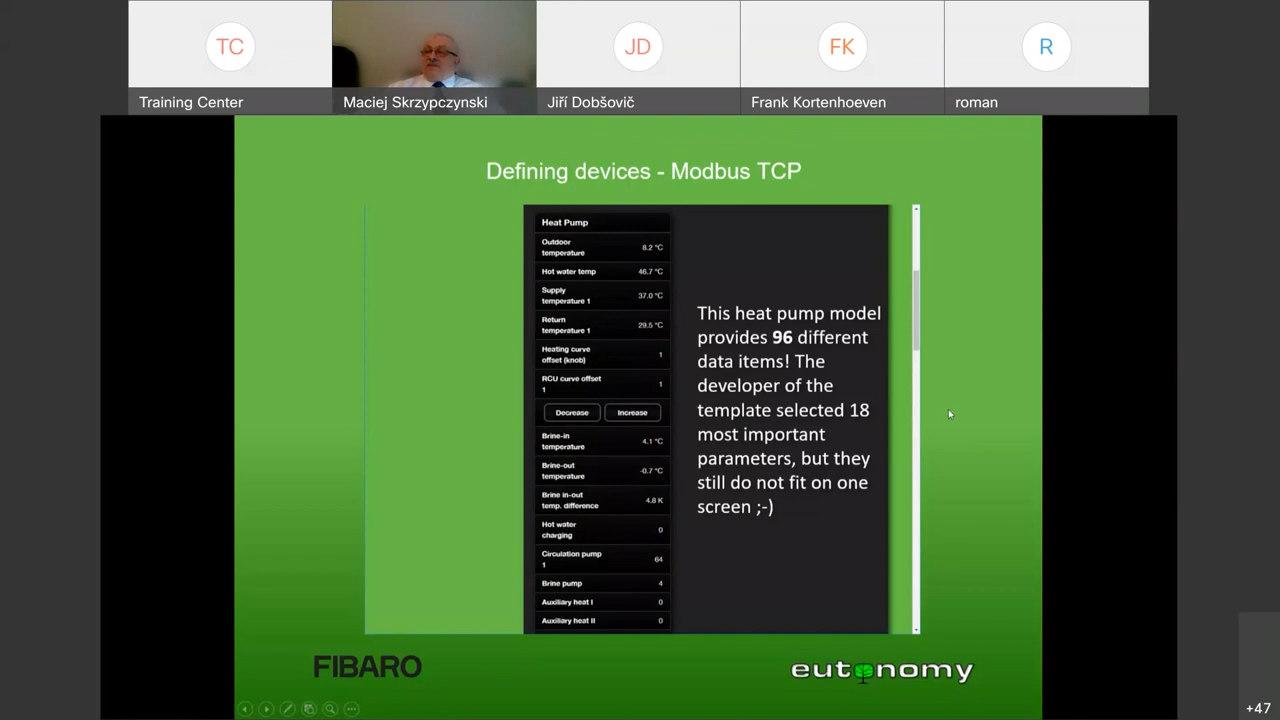 TC
JD
FK
R
Training Center
Maciej Skrzypczynski
Jiří Dobšovič
Frank Kortenhoeven
roman
Defining devices - Modbus TCP
Heat Pump
Outdoor
temperature
8.2 °C
Hot water temp
46.7 °C
Supply
temperature 1
37.0 °C
Return
temperature 1
29.5 °C
Heating curve
offset (knob)
1
RCU curve offset
1
1
Decrease
Increase
Brine-in
temperature
4.1 °C
Brine-out
temperature
-0.7 °C
Brine in-out
temp. difference
4.8 K
Hot water
charging
0
Circulation pump
1
64
Brine pump
4
Auxiliary heat I
0
Auxiliary heat II
0
This heat pump model
provides 96 different
data items! The
developer of the
template selected 18
most important
parameters, but they
still do not fit on one
screen ;-)
FIBARO
eutonomy
+47